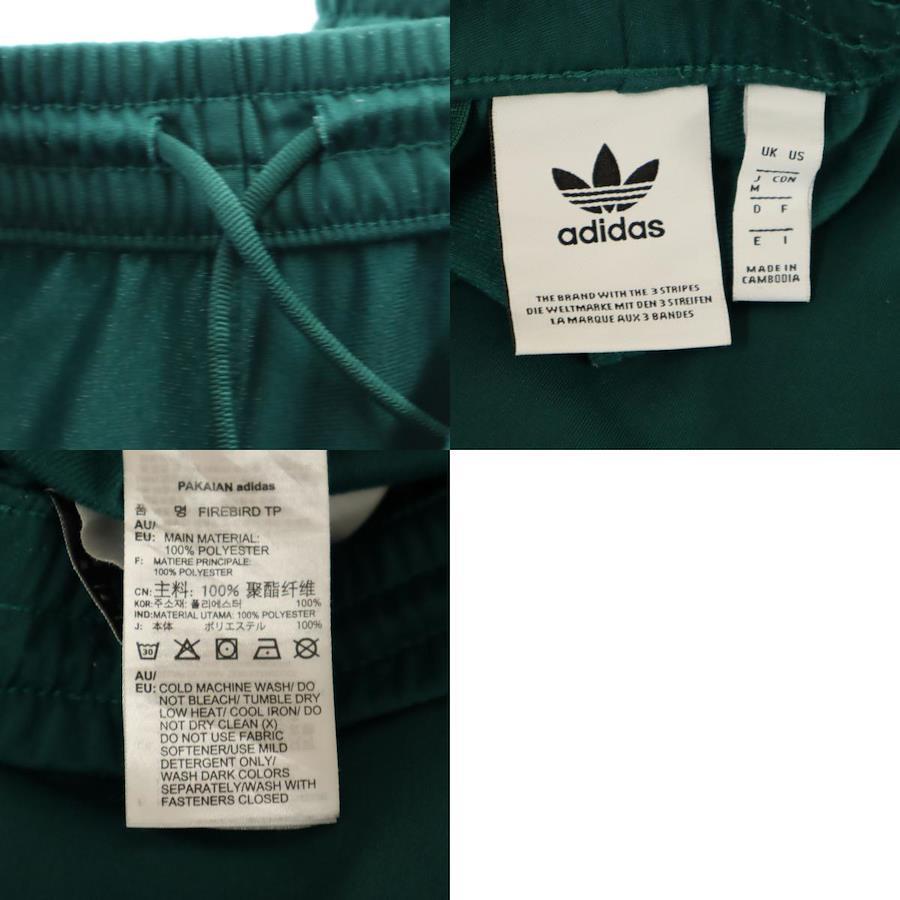 adidas
THE BRAND WITH THE 3 STRIPES
DIE WELTMARKE MIT DEN 3 STREIFEN
LA MARQUE AUX 3 BANDES
UK US
J CDN
M
D F
E I
MADE IN
CAMBODIA
PAKAIAN adidas
품 명 FIREBIRD TP
AU/
EU: MAIN MATERIAL:
100% POLYESTER
F: MATIERE PRINCIPALE:
100% POLYESTER
CN: 主料: 100% 聚酯纤维
KOR: 주소재: 폴리에스터 100%
IND: MATERIAL UTAMA: 100% POLYESTER
J: 本体 ポリエステル 100%
30
AU/
EU: COLD MACHINE WASH/ DO
NOT BLEACH/ TUMBLE DRY
LOW HEAT/ COOL IRON/ DO
NOT DRY CLEAN (X)
DO NOT USE FABRIC
SOFTENER/USE MILD
DETERGENT ONLY/
WASH DARK COLORS
SEPARATELY/WASH WITH
FASTENERS CLOSED